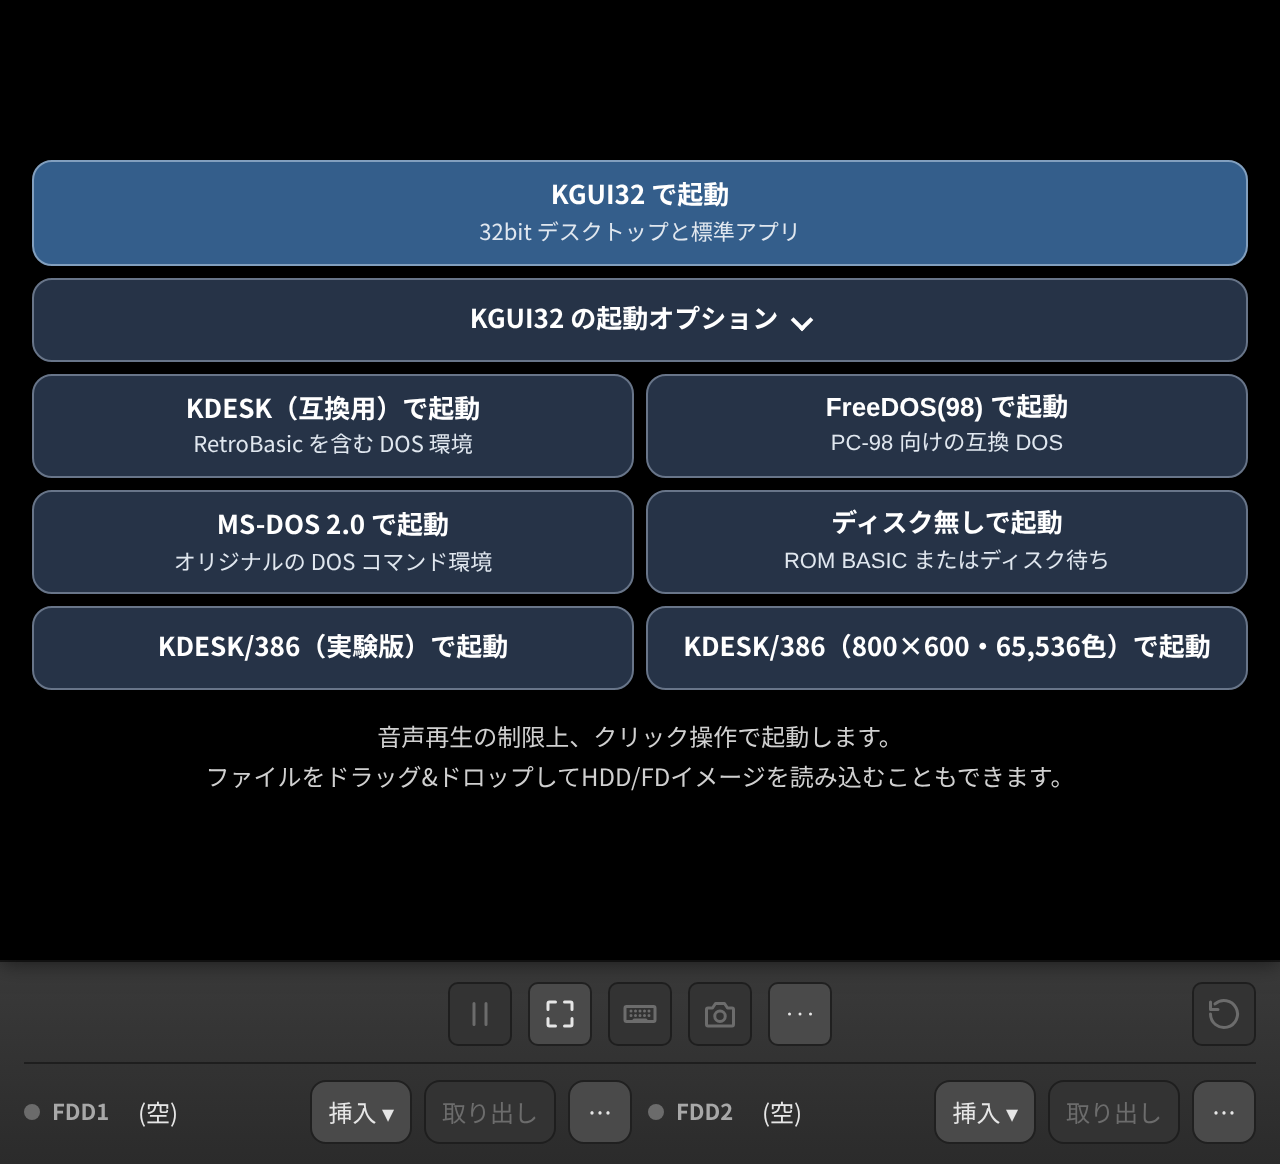 KGUI32 で起動
32bit デスクトップと標準アプリ
KGUI32 の起動オプション
KDESK（互換用）で起動
RetroBasic を含む DOS 環境
FreeDOS(98) で起動
PC-98 向けの互換 DOS
MS-DOS 2.0 で起動
オリジナルの DOS コマンド環境
ディスク無しで起動
ROM BASIC またはディスク待ち
KDESK/386（実験版）で起動
KDESK/386（800×600・65,536色）で起動
音声再生の制限上、クリック操作で起動します。
ファイルをドラッグ&ドロップしてHDD/FDイメージを読み込むこともできます。
FDD1 (空) 挿入 ▾ 取り出し ... FDD2 (空) 挿入 ▾ 取り出し ...